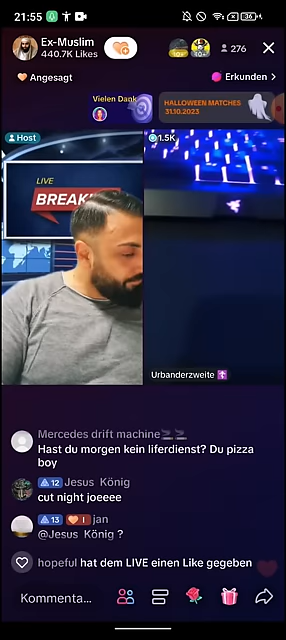 21:55
36
Ex-Muslim
440.7K Likes
276
Angesagt
Erkunden
Vielen Dank
HALLOWEEN MATCHES
31.10.2023
Host
1.5K
LIVE
Urbanderzweite
Mercedes drift machine
Hast du morgen kein liferdienst? Du pizza
boy
12 Jesus König
cut night joeeee
13 I jan
@Jesus König ?
hopeful hat dem LIVE einen Like gegeben
Kommenta...